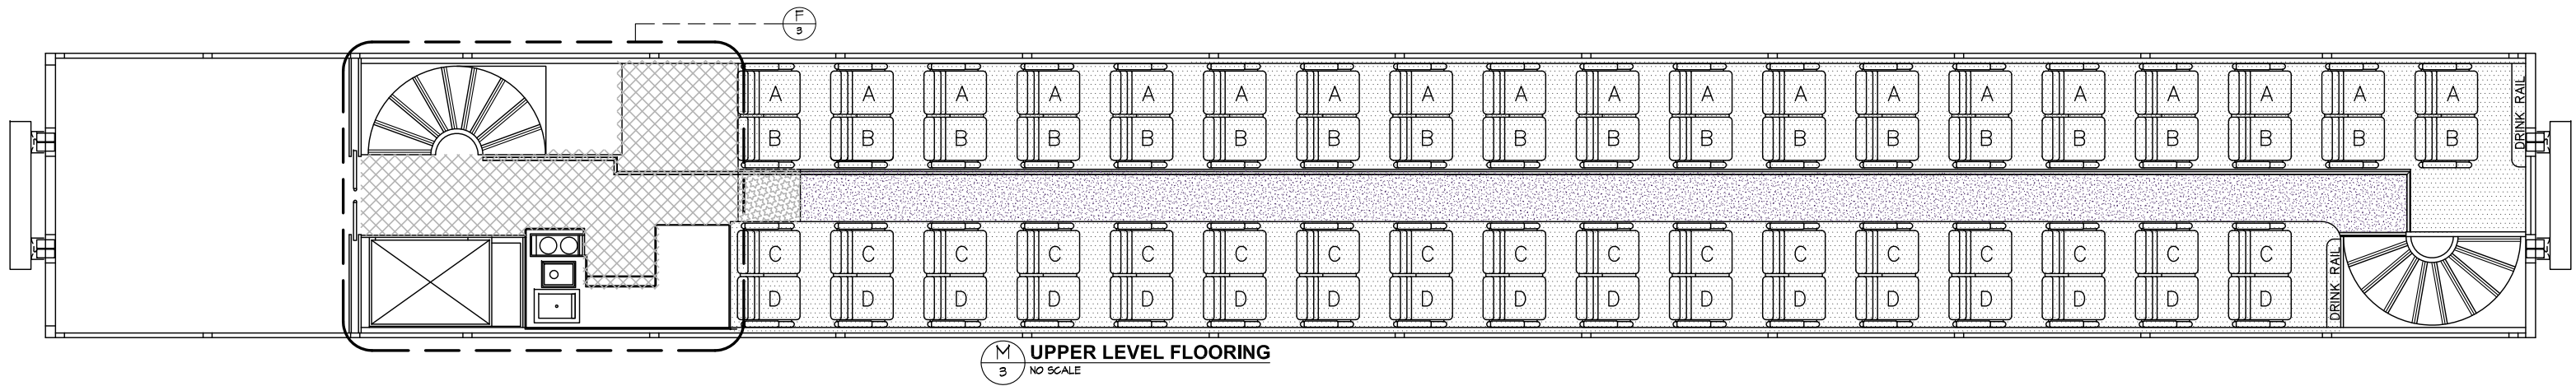 F
3
A A A A A A A A A A A A A A A A A A A
DRINK RAIL
B B B B B B B B B B B B B B B B B B B
C C C C C C C C C C C C C C C C C
DRINK RAIL
D D D D D D D D D D D D D D D D D
M
3
UPPER LEVEL FLOORING
NO SCALE